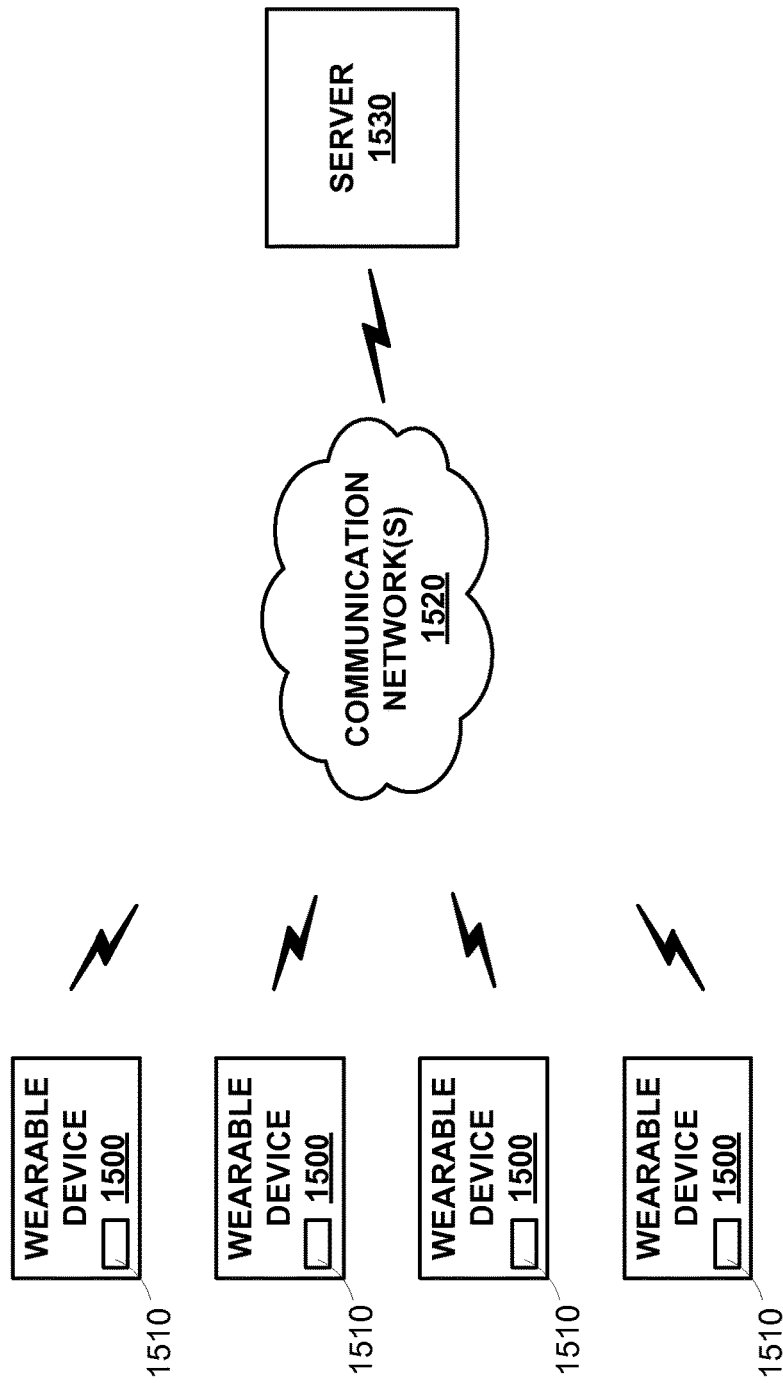 WEARABLE
DEVICE
1500
1510
WEARABLE
DEVICE
1500
1510
WEARABLE
DEVICE
1500
1510
WEARABLE
DEVICE
1500
1510
COMMUNICATION
NETWORK(S)
1520
SERVER
1530